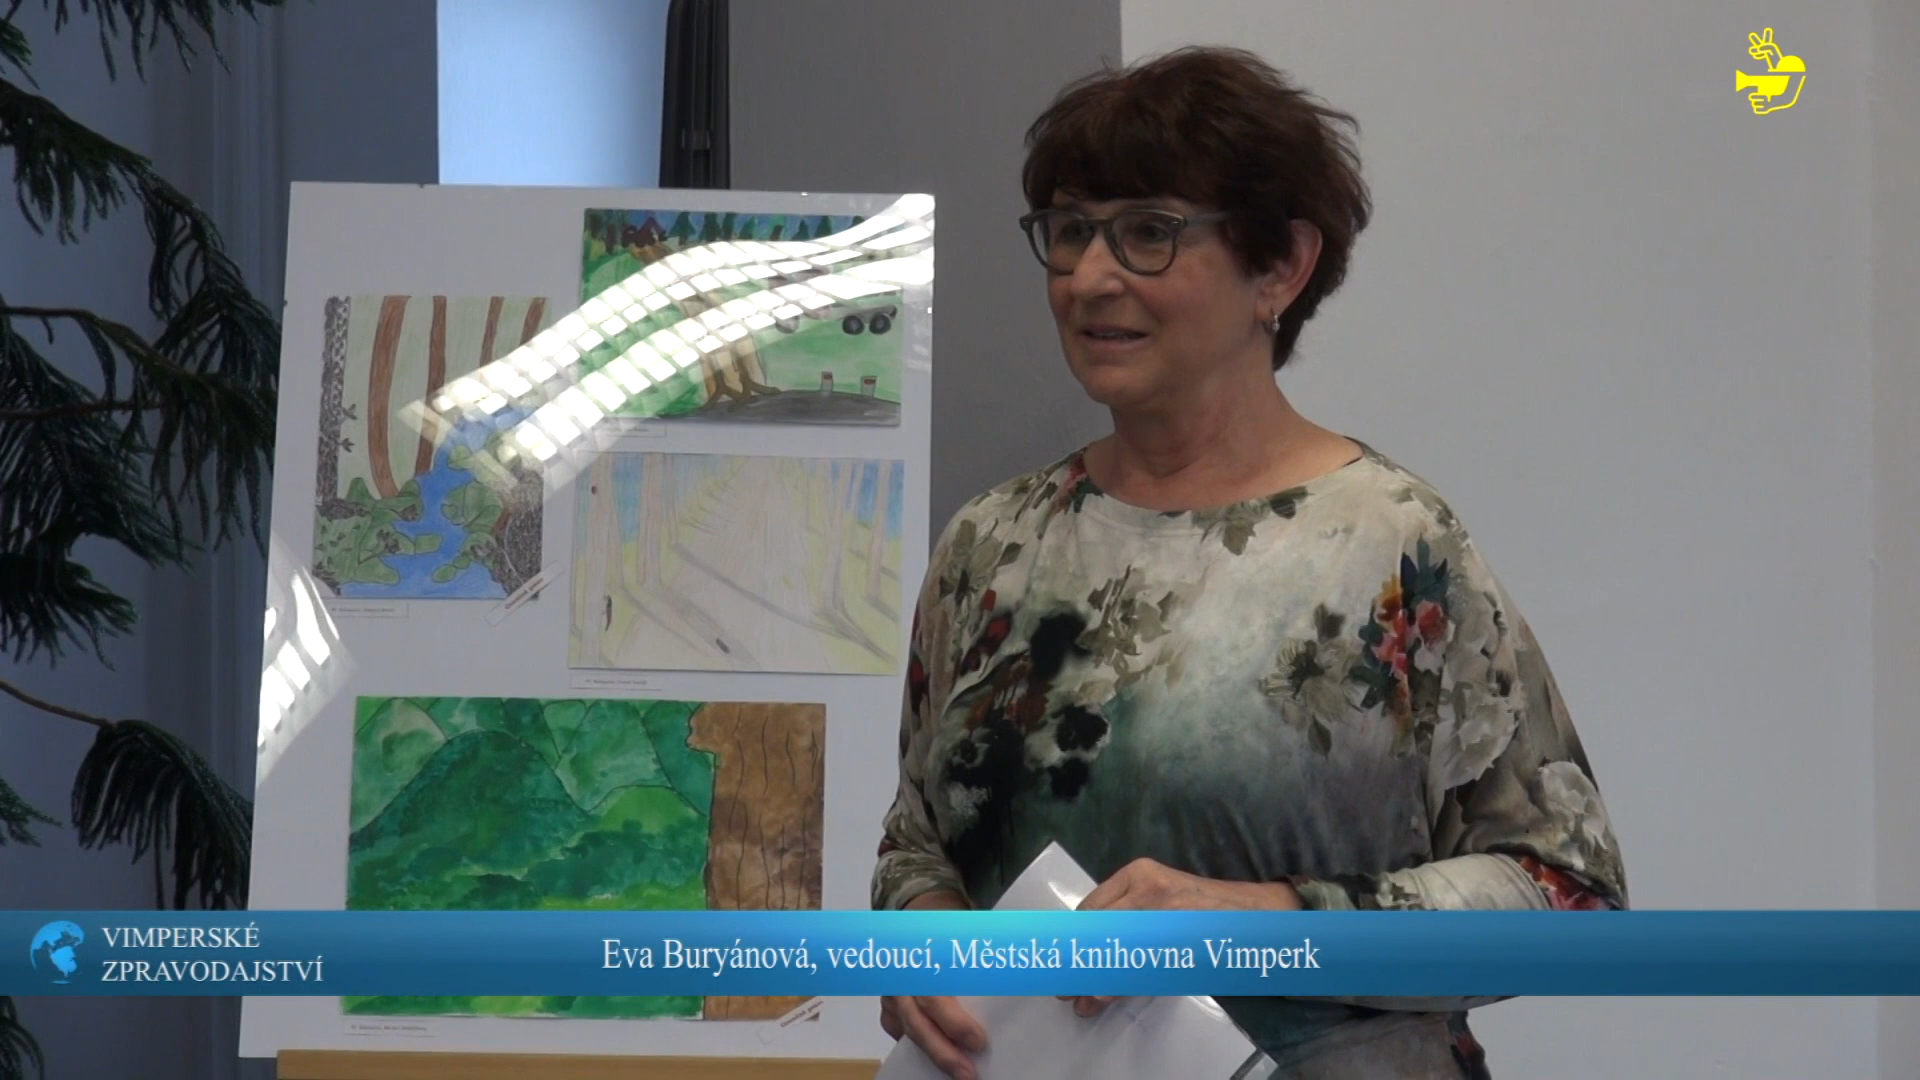 VIMPERSKÉ
ZPRAVODAJSTVÍ
Eva Buryánová, vedoucí, Městská knihovna Vimperk